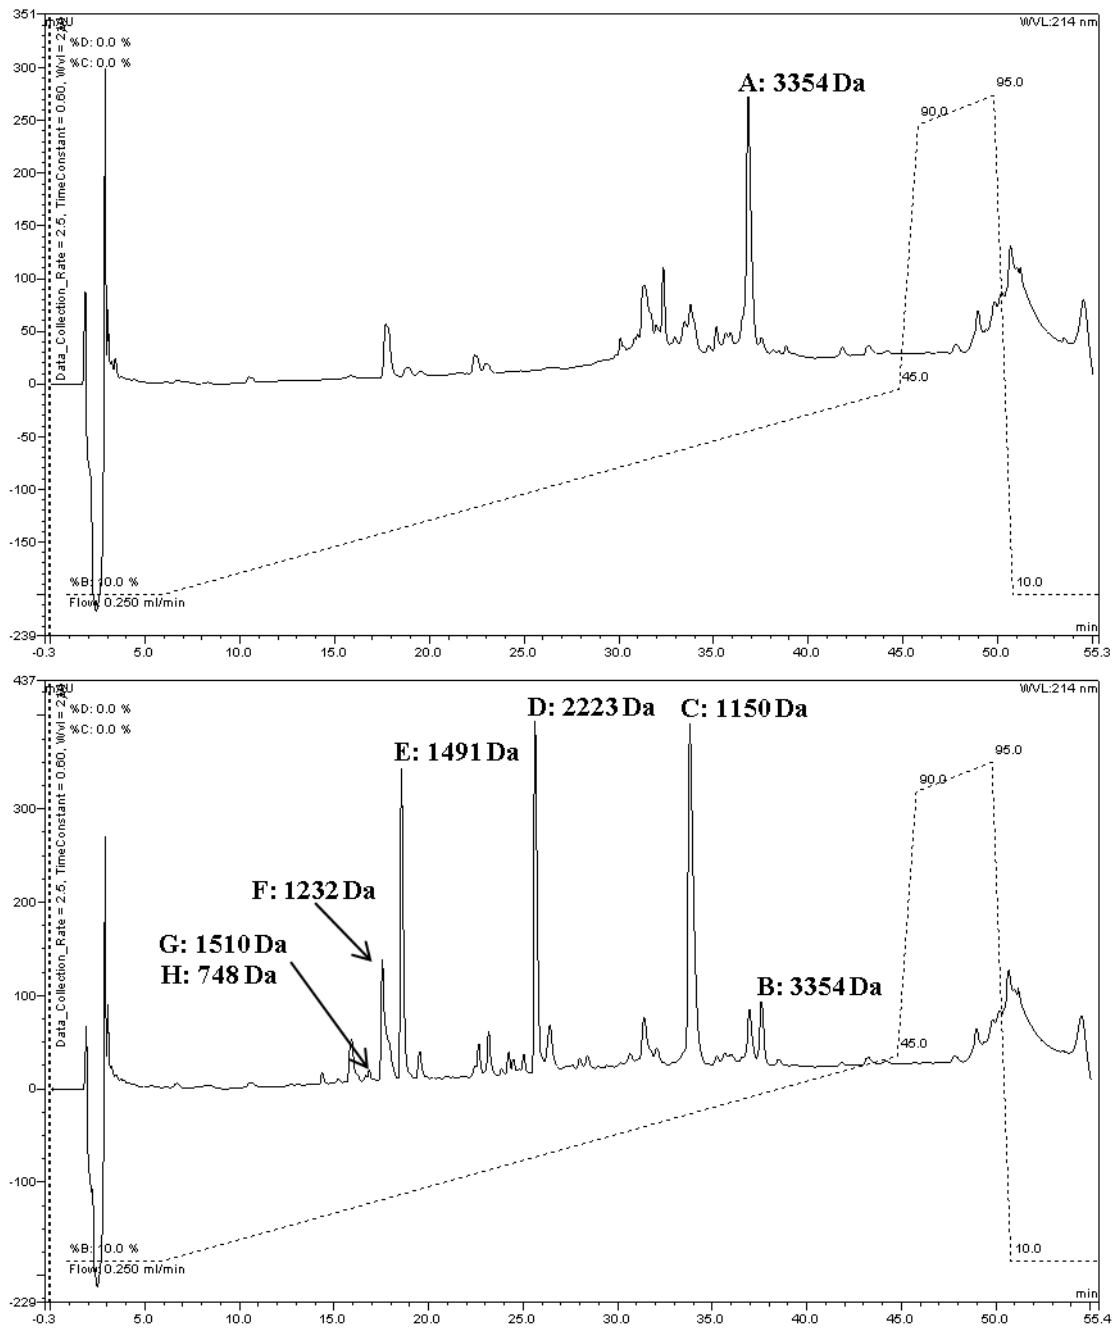 351
mAU
WVL:214 nm
%D: 0.0 %
%C: 0.0 %
Data_Collection_Rate = 2.5, TimeConstant = 0.60, Wvl = 214
A: 3354 Da
95.0
90.0
300
250
200
150
100
50
0
45.0
-50
-100
-150
%B: 10.0 %
10.0
Flow: 0.250 ml/min
-239
min
-0.3 5.0 10.0 15.0 20.0 25.0 30.0 35.0 40.0 45.0 50.0 55.3
437
mAU
WVL:214 nm
%D: 0.0 %
%C: 0.0 %
Data_Collection_Rate = 2.5, TimeConstant = 0.60, Wvl = 214
D: 2223 Da
C: 1150 Da
E: 1491 Da
95.0
90.0
300
F: 1232 Da
200
G: 1510 Da
H: 748 Da
B: 3354 Da
100
45.0
0
-100
%B: 10.0 %
10.0
Flow: 0.250 ml/min
-229
min
-0.3 5.0 10.0 15.0 20.0 25.0 30.0 35.0 40.0 45.0 50.0 55.4